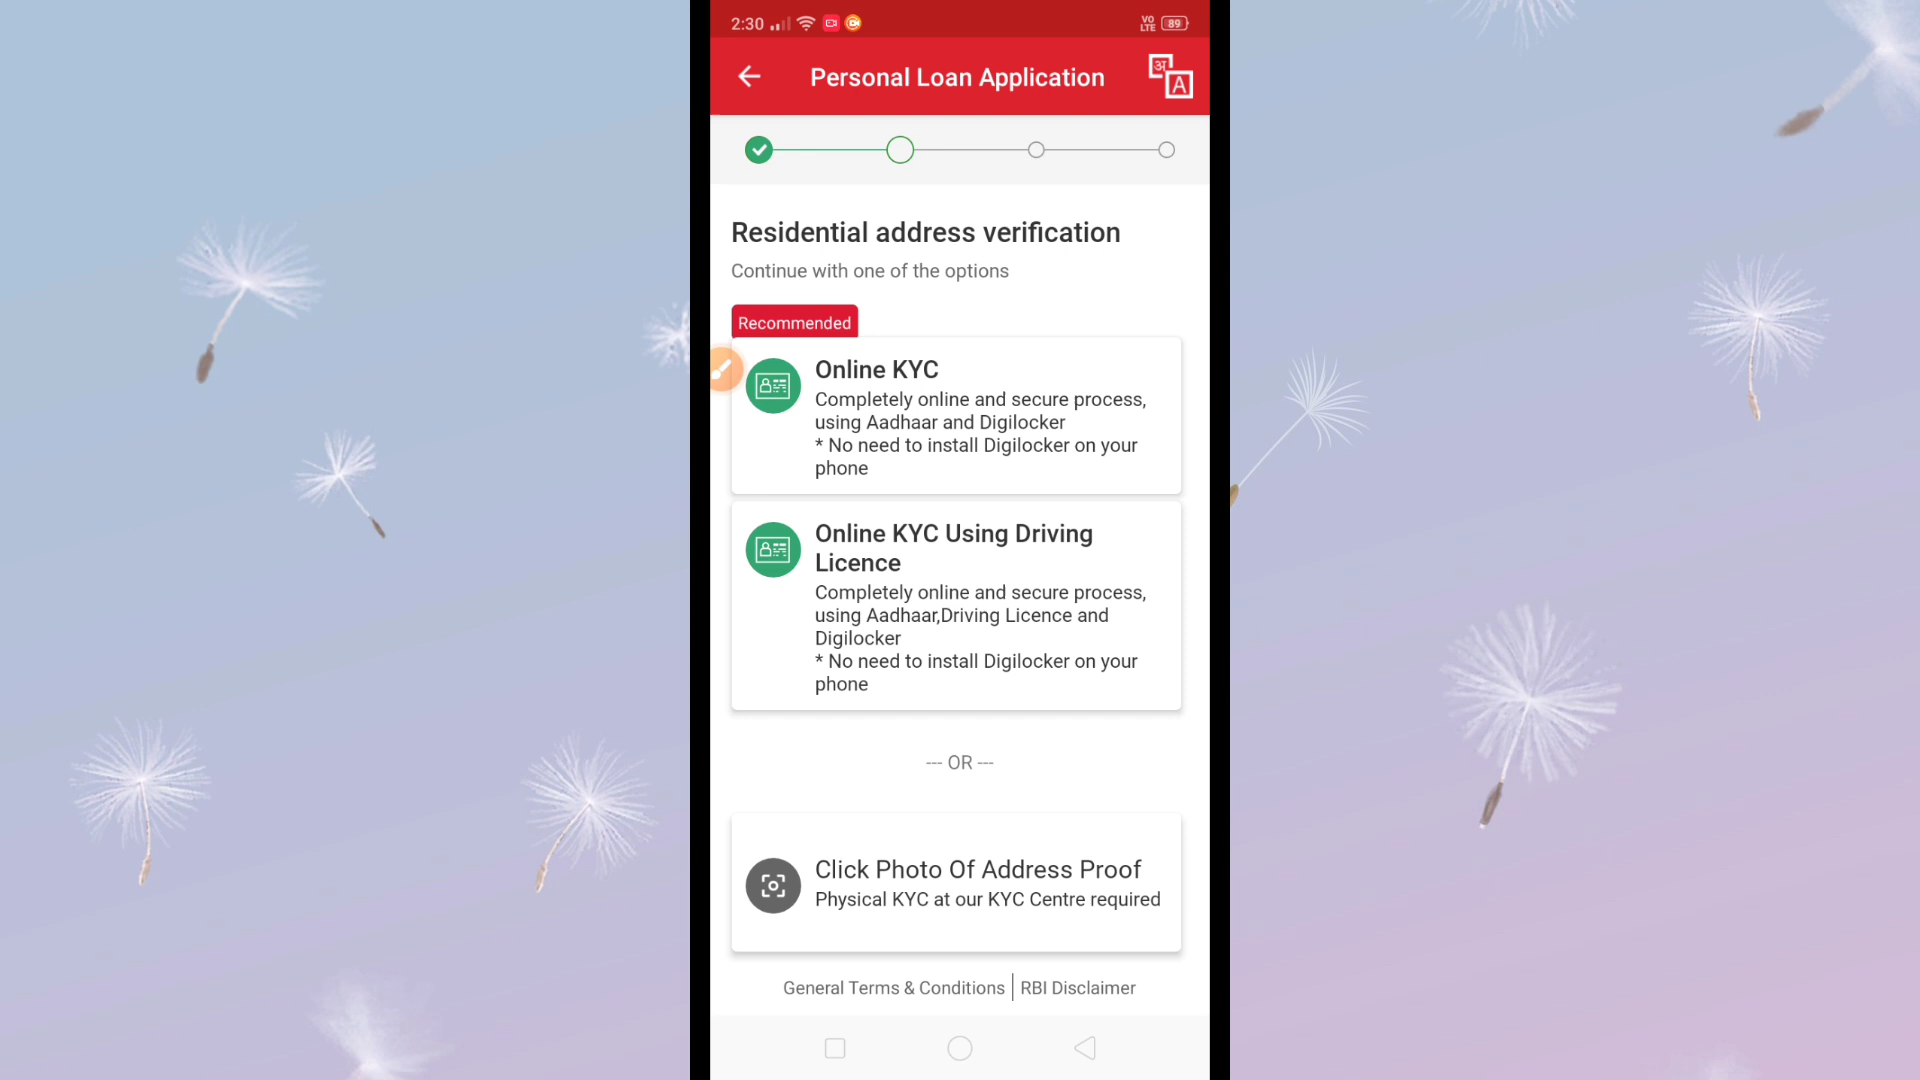 2:30 VO LTE 89
Personal Loan Application अ A
Residential address verification
Continue with one of the options
Recommended
Online KYC
Completely online and secure process,
using Aadhaar and Digilocker
* No need to install Digilocker on your
phone
Online KYC Using Driving
Licence
Completely online and secure process,
using Aadhaar,Driving Licence and
Digilocker
* No need to install Digilocker on your
phone
--- OR ---
Click Photo Of Address Proof
Physical KYC at our KYC Centre required
General Terms & Conditions | RBI Disclaimer